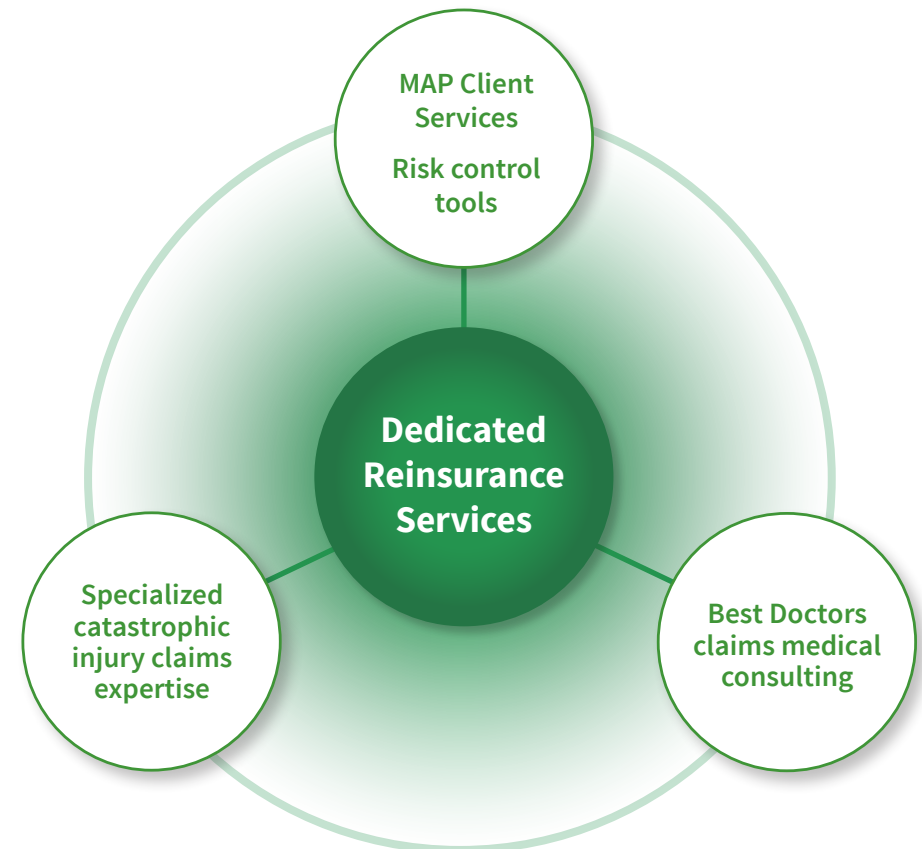 MAP Client
Services
Risk control
tools
Dedicated
Reinsurance
Services
Specialized
catastrophic
injury claims
expertise
Best Doctors
claims medical
consulting